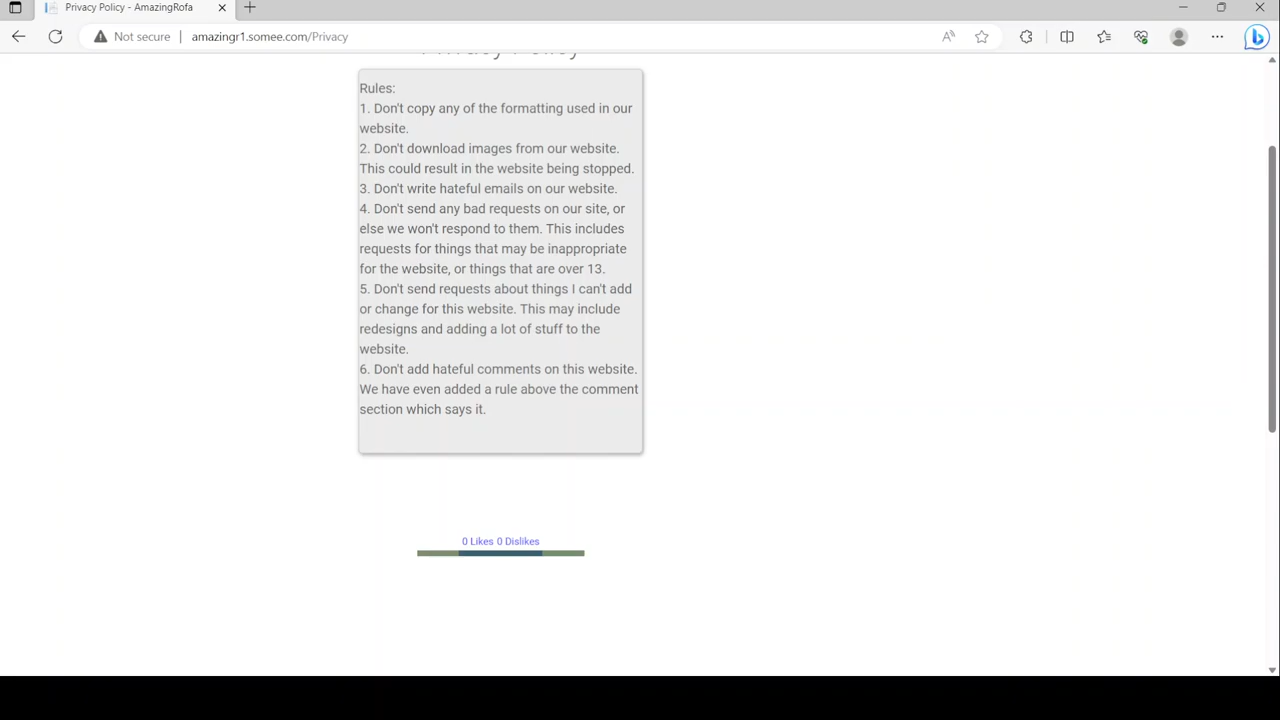 Privacy Policy - AmazingRofa
Not secure
amazingr1.somee.com/Privacy
Privacy Policy
Rules:
1. Don't copy any of the formatting used in our
website.
2. Don't download images from our website.
This could result in the website being stopped.
3. Don't write hateful emails on our website.
4. Don't send any bad requests on our site, or
else we won't respond to them. This includes
requests for things that may be inappropriate
for the website, or things that are over 13.
5. Don't send requests about things I can't add
or change for this website. This may include
redesigns and adding a lot of stuff to the
website.
6. Don't add hateful comments on this website.
We have even added a rule above the comment
section which says it.
0 Likes 0 Dislikes